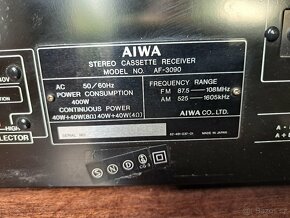 AIWA
STEREO CASSETTE RECEIVER
MODEL NO. AF-3090
AC 50/60Hz
POWER CONSUMPTION
400W
CONTINUOUS POWER
40W+40W(8Ω) 40W+40W(4Ω)
FREQUENCY RANGE
FM 87.5 — 108MHz
AM 525 — 1605kHz
AIWA CO., LTD.
SERIAL NO.
MADE IN JAPAN
HIGH
S N D